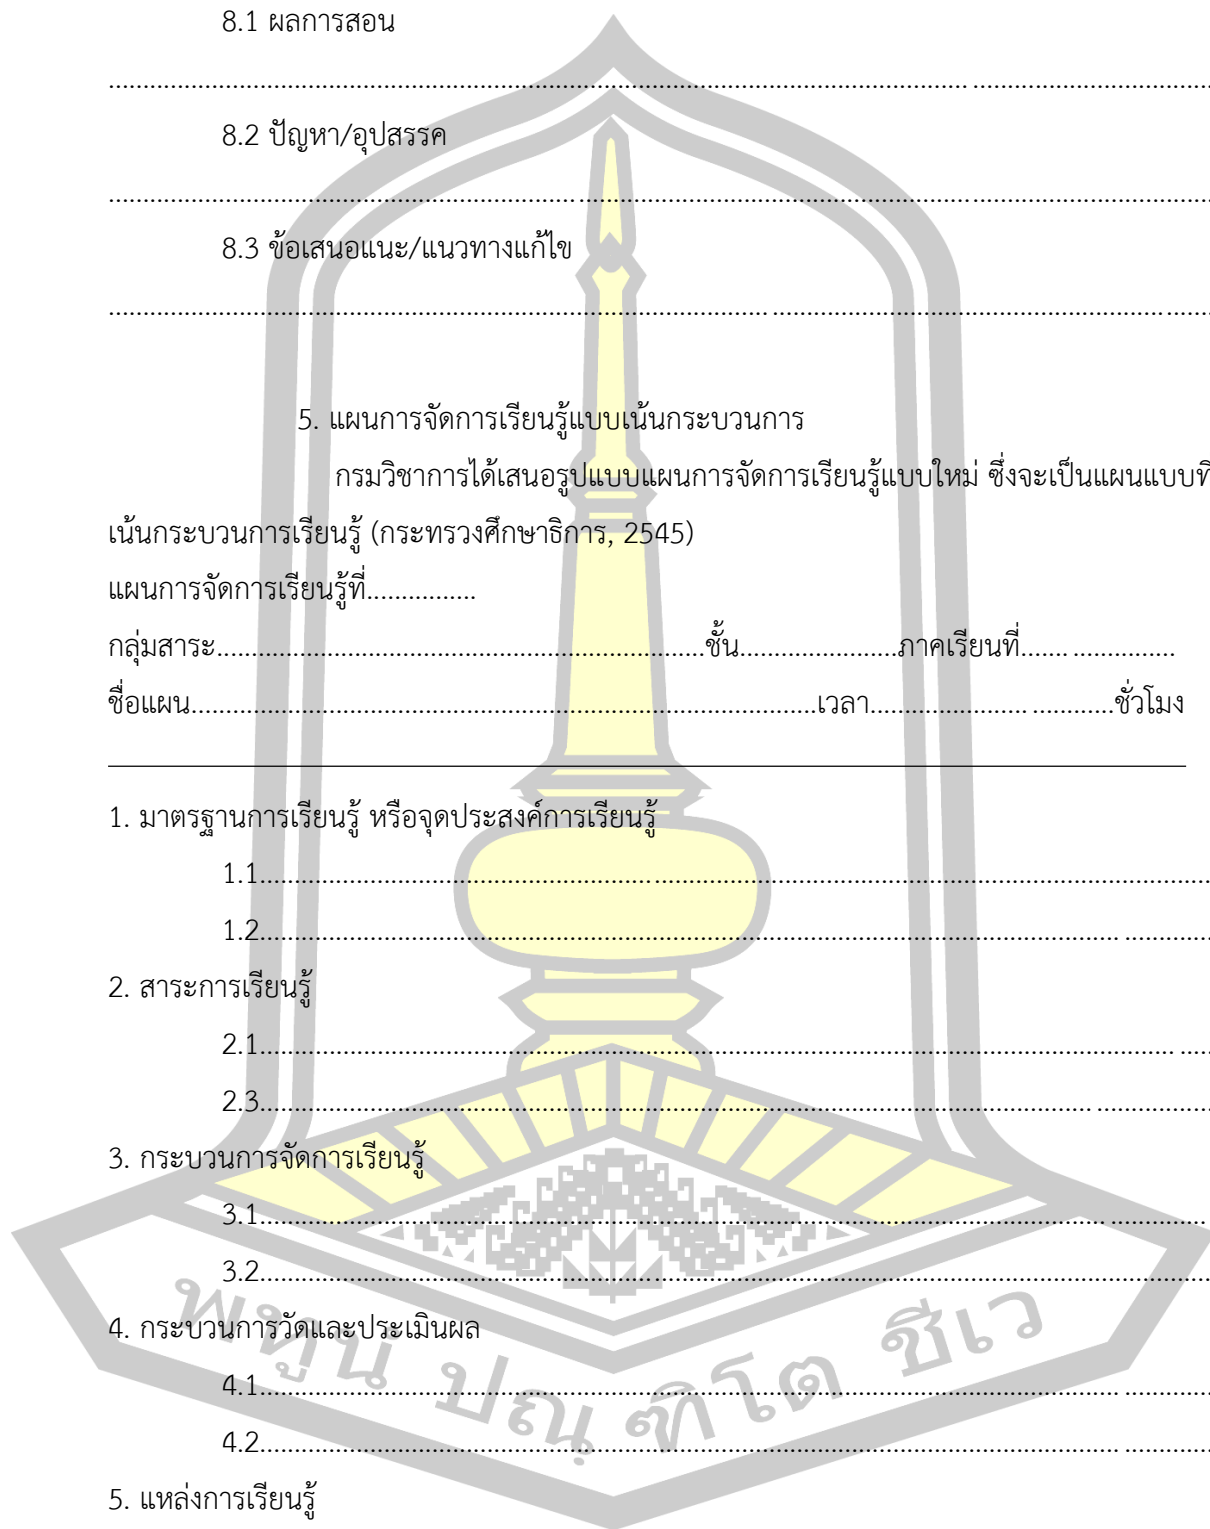 8.1 ผลการสอน
................................................................................................................................................
8.2 ปัญหา/อุปสรรค
................................................................................................................................................
8.3 ข้อเสนอแนะ/แนวทางแก้ไข
................................................................................................................................................
5. แผนการจัดการเรียนรู้แบบเน้นกระบวนการ
กรมวิชาการได้เสนอรูปแบบแผนการจัดการเรียนรู้แบบใหม่ ซึ่งจะเป็นแผนแบบที่
เน้นกระบวนการเรียนรู้ (กระทรวงศึกษาธิการ, 2545)
แผนการจัดการเรียนรู้ที่................
กลุ่มสาระ.......................................................................ชั้น.......................ภาคเรียนที่....... ...............
ชื่อแผน...........................................................................................เวลา....................... ............ชั่วโมง
1. มาตรฐานการเรียนรู้ หรือจุดประสงค์การเรียนรู้
1.1................................................................................................................................
1.2................................................................................................................................
2. สาระการเรียนรู้
2.1................................................................................................................................
2.3................................................................................................................................
3. กระบวนการจัดการเรียนรู้
3.1................................................................................................................................
3.2................................................................................................................................
4. กระบวนการวัดและประเมินผล
4.1................................................................................................................................
4.2................................................................................................................................
5. แหล่งการเรียนรู้
พหูนํ ปณฺฑิโต ชีเว